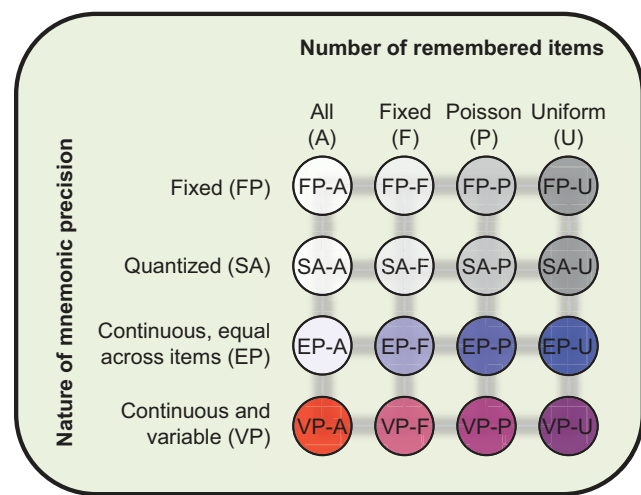 Number of remembered items
All Fixed Poisson Uniform
(A) (F) (P) (U)
Nature of mnemonic precision
Fixed (FP) FP-A FP-F FP-P FP-U
Quantized (SA) SA-A SA-F SA-P SA-U
Continuous, equal
across items (EP) EP-A EP-F EP-P EP-U
Continuous and
variable (VP) VP-A VP-F VP-P VP-U